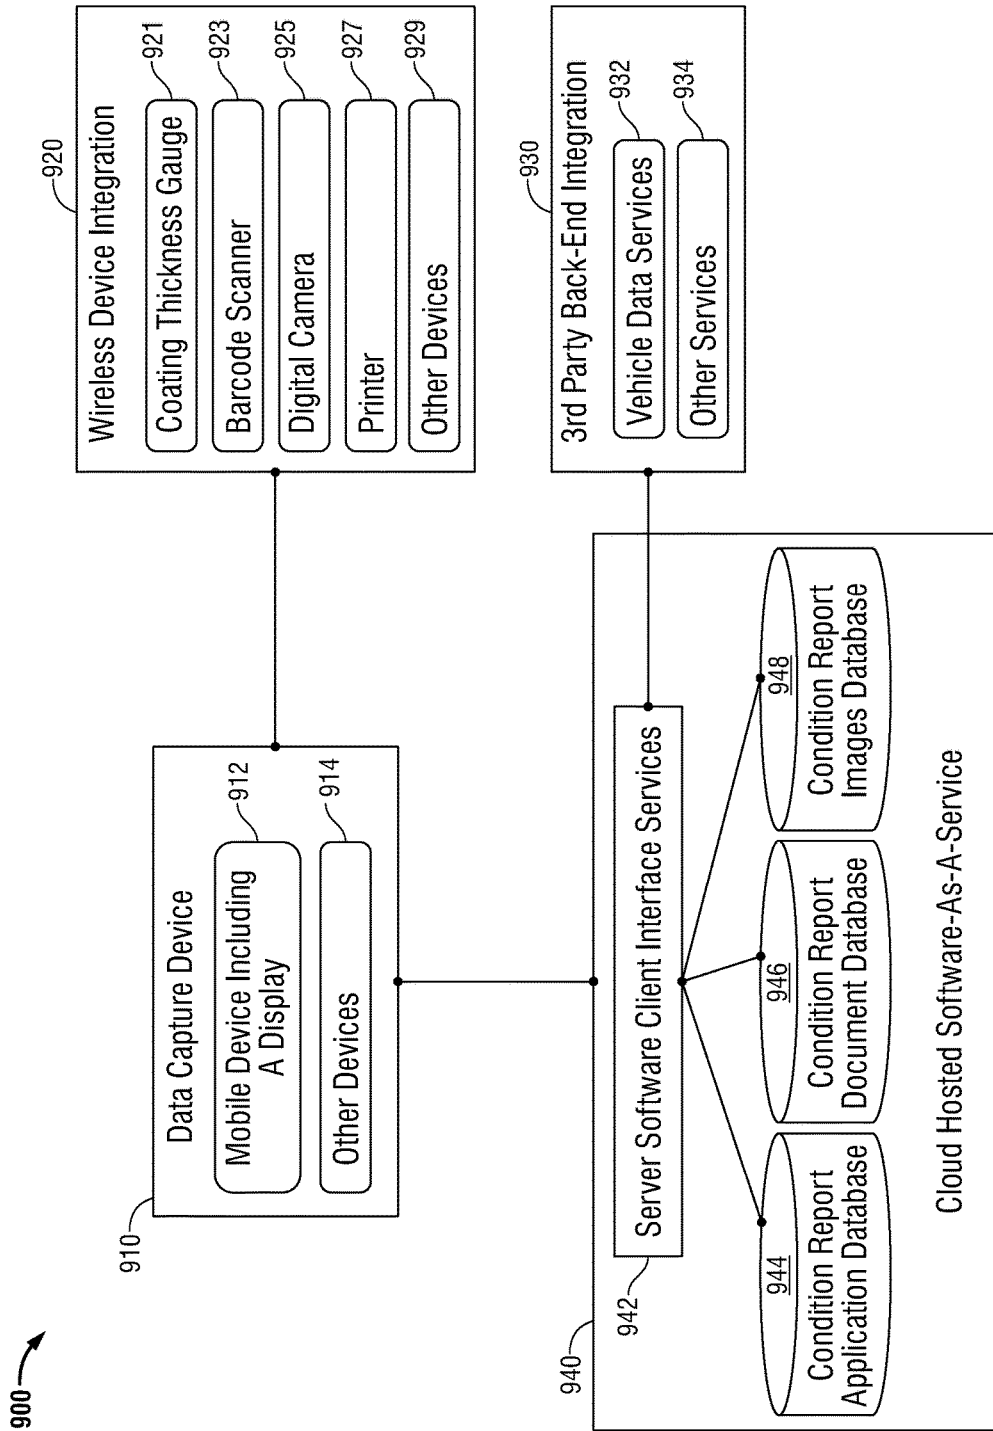 900
910
Data Capture Device
Mobile Device Including
A Display
912
Other Devices
914
920
Wireless Device Integration
Coating Thickness Gauge
921
Barcode Scanner
923
Digital Camera
925
Printer
927
Other Devices
929
930
3rd Party Back-End Integration
Vehicle Data Services
932
Other Services
934
940
942
Server Software Client Interface Services
944
Condition Report
Application Database
946
Condition Report
Document Database
948
Condition Report
Images Database
Cloud Hosted Software-As-A-Service